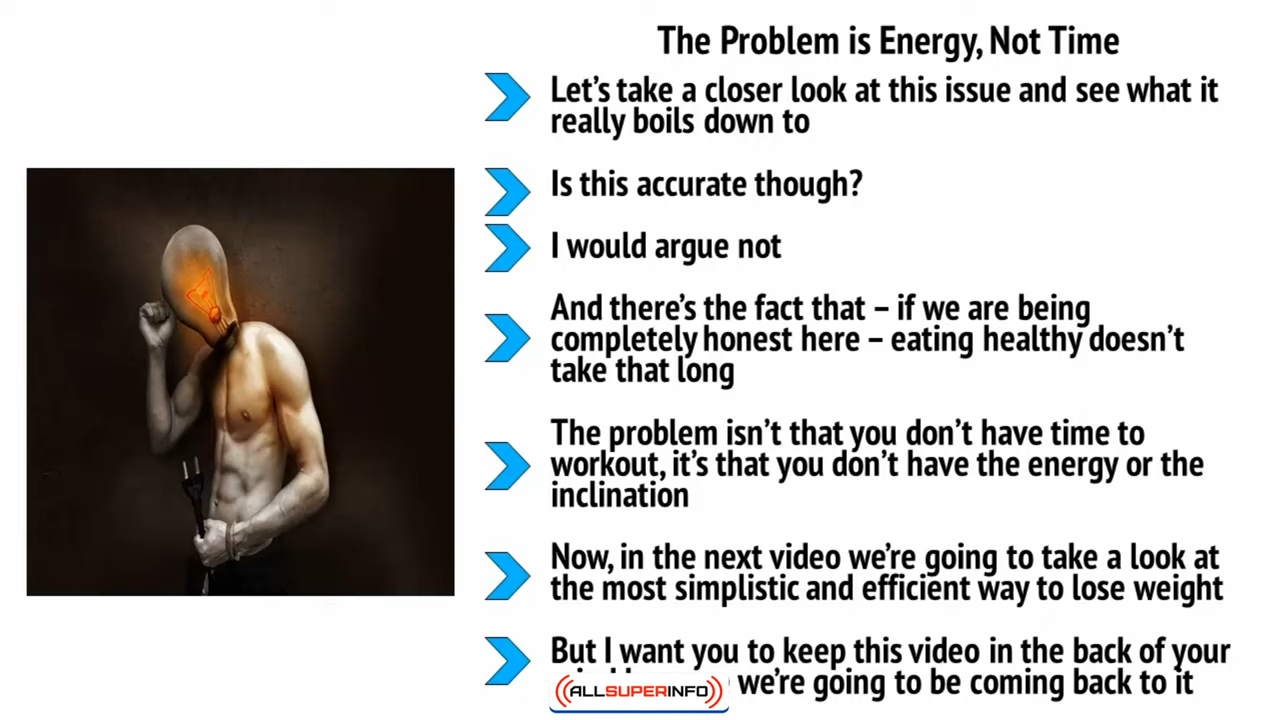 The Problem is Energy, Not Time
Let's take a closer look at this issue and see what it
really boils down to
Is this accurate though?
I would argue not
And there's the fact that – if we are being
completely honest here – eating healthy doesn't
take that long
The problem isn't that you don't have time to
workout, it's that you don't have the energy or the
inclination
Now, in the next video we're going to take a look at
the most simplistic and efficient way to lose weight
But I want you to keep this video in the back of your
we're going to be coming back to it
ALLSUPERINFO